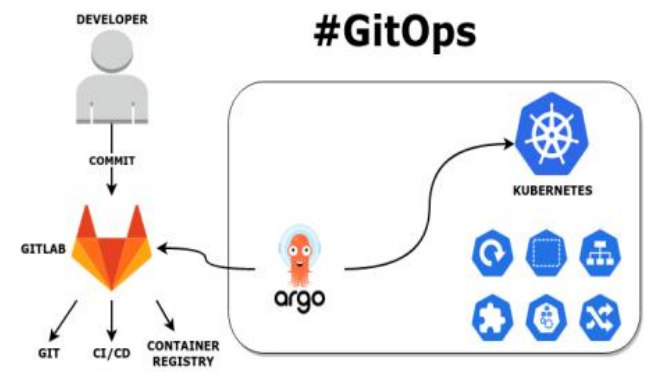 DEVELOPER
#GitOps
COMMIT
KUBERNETES
GITLAB
argo
GIT
CI/CD
CONTAINER
REGISTRY